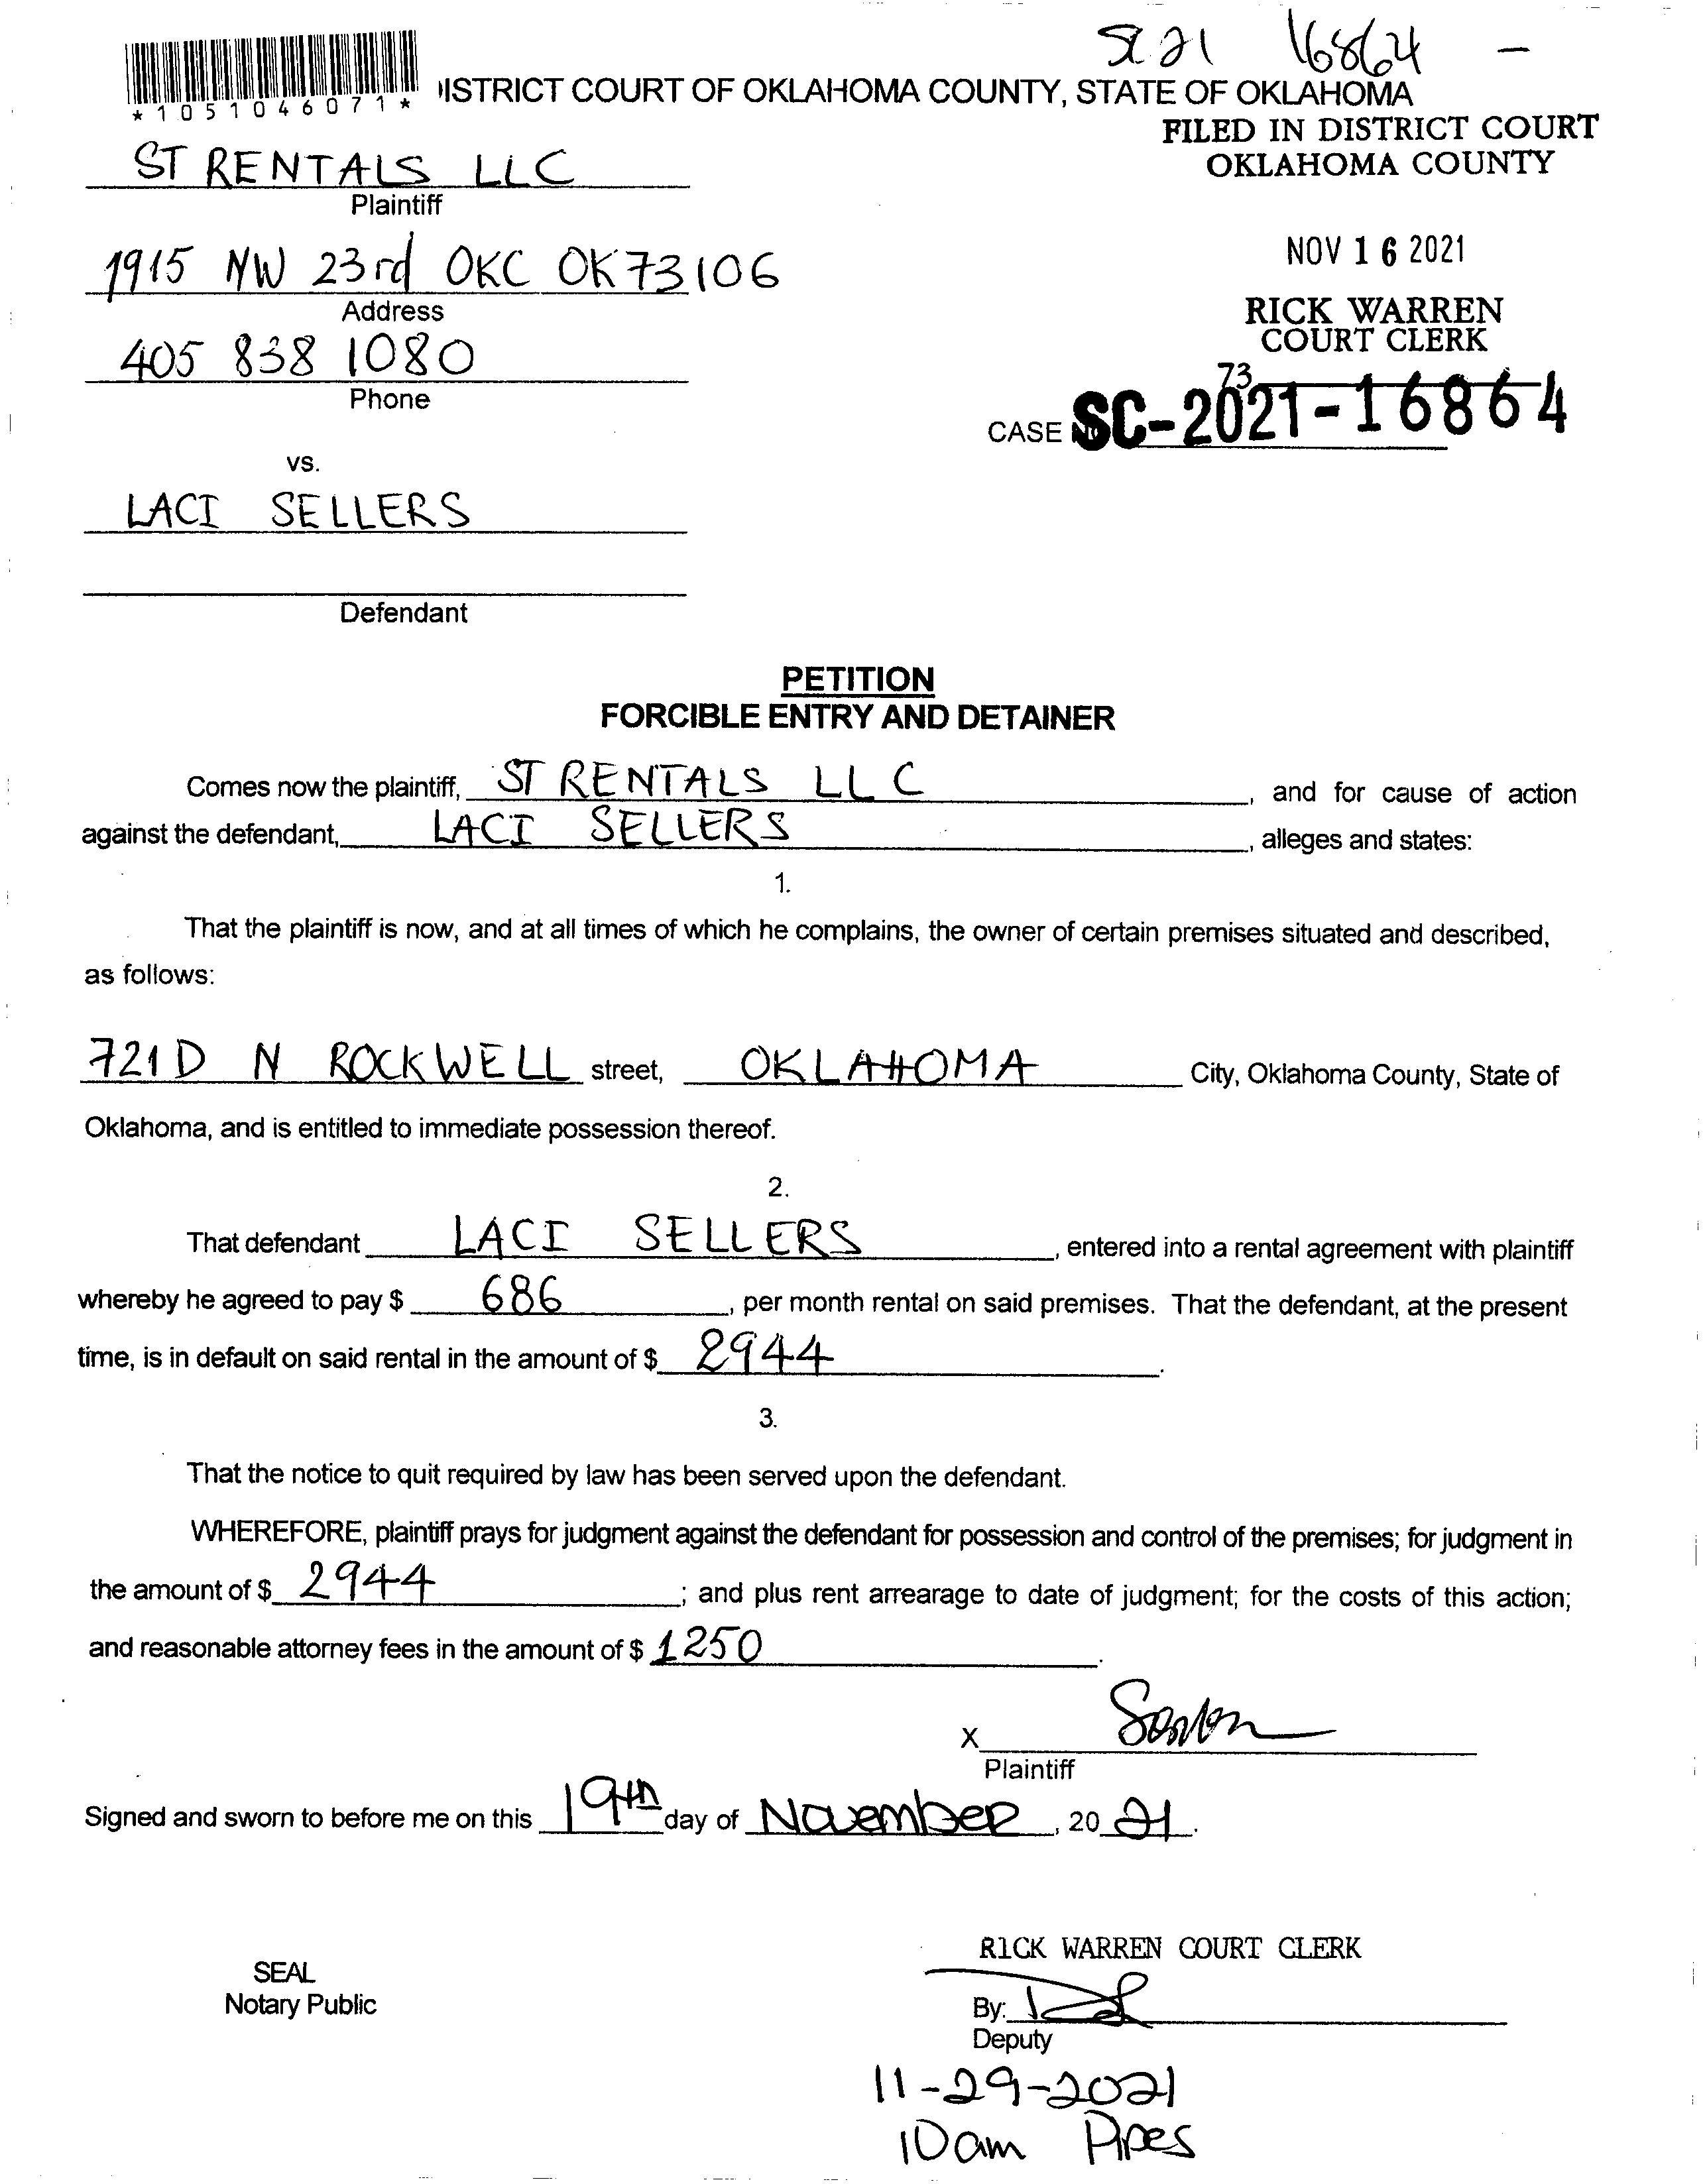 SC 21 16864 -
*1051046071*
ISTRICT COURT OF OKLAHOMA COUNTY, STATE OF OKLAHOMA
FILED IN DISTRICT COURT
OKLAHOMA COUNTY
ST RENTALS LLC
Plaintiff
1915 NW 23rd OKC OK 73106
Address
405 838 1080
Phone
NOV 16 2021
RICK WARREN
COURT CLERK
73
CASE NO SC-2021-16864
vs.
LACI SELLERS
Defendant
PETITION
FORCIBLE ENTRY AND DETAINER
Comes now the plaintiff, ST RENTALS LLC, and for cause of action
against the defendant, LACI SELLERS, alleges and states:
1.
That the plaintiff is now, and at all times of which he complains, the owner of certain premises situated and described,
as follows:
721D N ROCKWELL street, OKLAHOMA City, Oklahoma County, State of
Oklahoma, and is entitled to immediate possession thereof.
2.
That defendant LACI SELLERS, entered into a rental agreement with plaintiff
whereby he agreed to pay $ 686, per month rental on said premises. That the defendant, at the present
time, is in default on said rental in the amount of $ 2944.
3.
That the notice to quit required by law has been served upon the defendant.
WHEREFORE, plaintiff prays for judgment against the defendant for possession and control of the premises; for judgment in
the amount of $ 2944; and plus rent arrearage to date of judgment; for the costs of this action;
and reasonable attorney fees in the amount of $ 1250.
X
Plaintiff
Signed and sworn to before me on this 19th day of November, 2021.
RICK WARREN COURT CLERK
SEAL
Notary Public
By:
Deputy
11-29-2021
10am Pipes